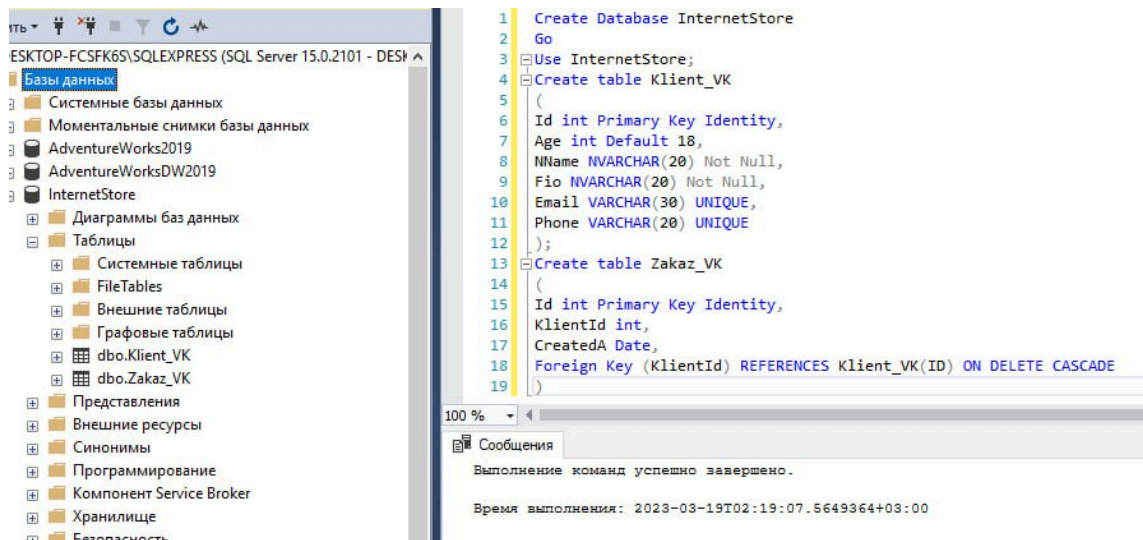 ить
ESKTOP-FCSFK6S\SQLEXPRESS (SQL Server 15.0.2101 - DESK
Базы данных
Системные базы данных
Моментальные снимки базы данных
AdventureWorks2019
AdventureWorksDW2019
InternetStore
Диаграммы баз данных
Таблицы
Системные таблицы
FileTables
Внешние таблицы
Графовые таблицы
dbo.Klient_VK
dbo.Zakaz_VK
Представления
Внешние ресурсы
Синонимы
Программирование
Компонент Service Broker
Хранилище
Безопасность
1 Create Database InternetStore
2 Go
3 Use InternetStore;
4 Create table Klient_VK
5 (
6 Id int Primary Key Identity,
7 Age int Default 18,
8 NName NVARCHAR(20) Not Null,
9 Fio NVARCHAR(20) Not Null,
10 Email VARCHAR(30) UNIQUE,
11 Phone VARCHAR(20) UNIQUE
12 );
13 Create table Zakaz_VK
14 (
15 Id int Primary Key Identity,
16 KlientId int,
17 CreatedA Date,
18 Foreign Key (KlientId) REFERENCES Klient_VK(ID) ON DELETE CASCADE
19 )
100 %
Сообщения
Выполнение команд успешно завершено.
Время выполнения: 2023-03-19T02:19:07.5649364+03:00